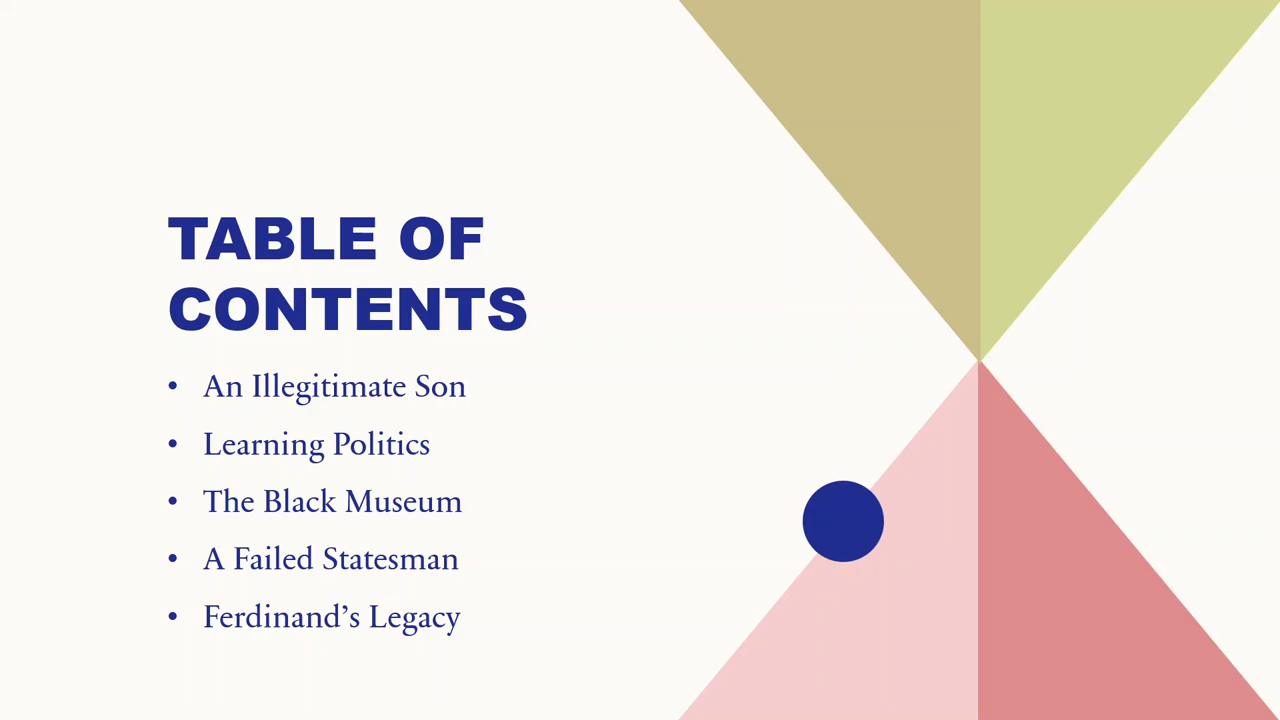 TABLE OF
CONTENTS
• An Illegitimate Son
• Learning Politics
• The Black Museum
• A Failed Statesman
• Ferdinand’s Legacy